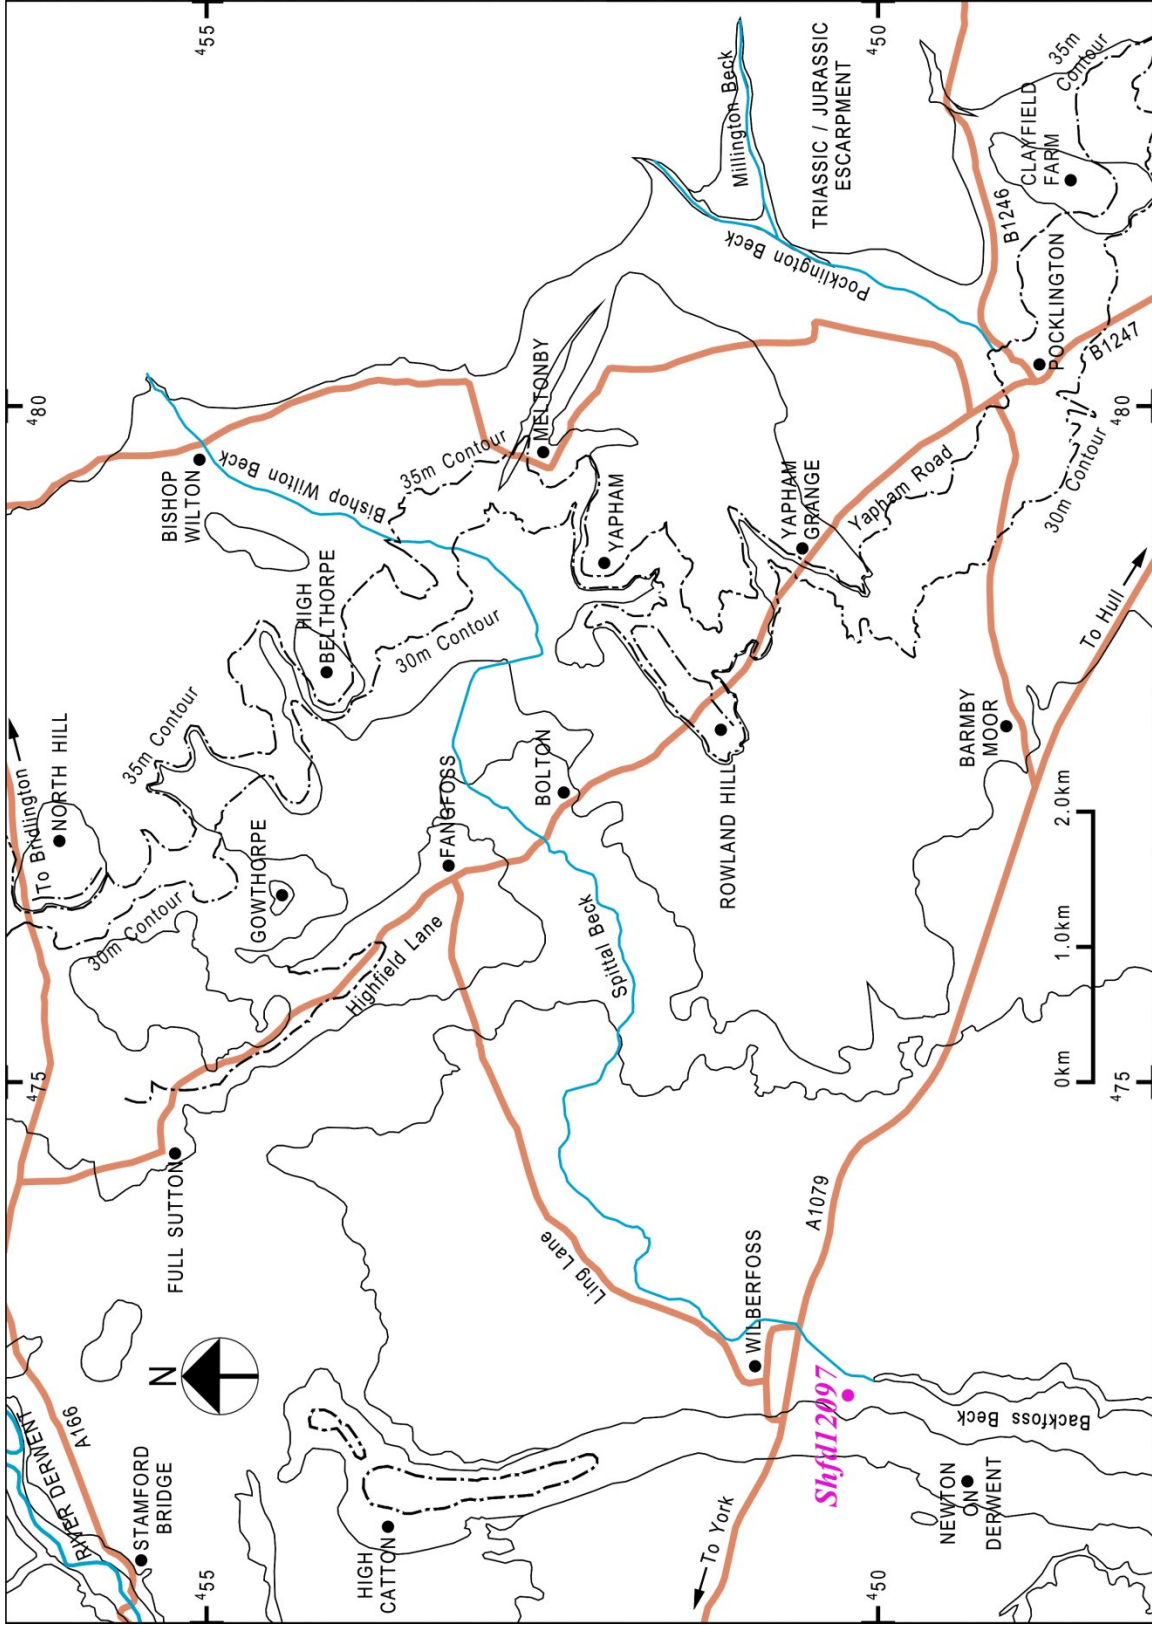 To Bridlington
NORTH HILL
35m Contour
30m Contour
GOWTHORPE
HIGH
BELTHORPE
BISHOP
WILTON
Bishop Wilton Beck
35m Contour
30m Contour
MELTONBY
YAPHAM
YAPHAM
GRANGE
Yapham Road
Millington Beck
Pocklington Beck
TRIASSIC / JURASSIC
ESCARPMENT
B1246
CLAYFIELD
FARM
35m
Contour
POCKLINGTON
B1247
30m Contour
To Hull
BARMBY
MOOR
ROWLAND HILL
BOLTON
FANGFOSS
Highfield Lane
Spittal Beck
FULL SUTTON
Ling Lane
WILBERFOSS
A1079
N
RIVER DERWENT
A166
STAMFORD
BRIDGE
HIGH
CATTON
To York
Shfd12097
NEWTON
ON
DERWENT
Backfoss Beck
0km
1.0km
2.0km
455
450
480
480
475
475
455
450